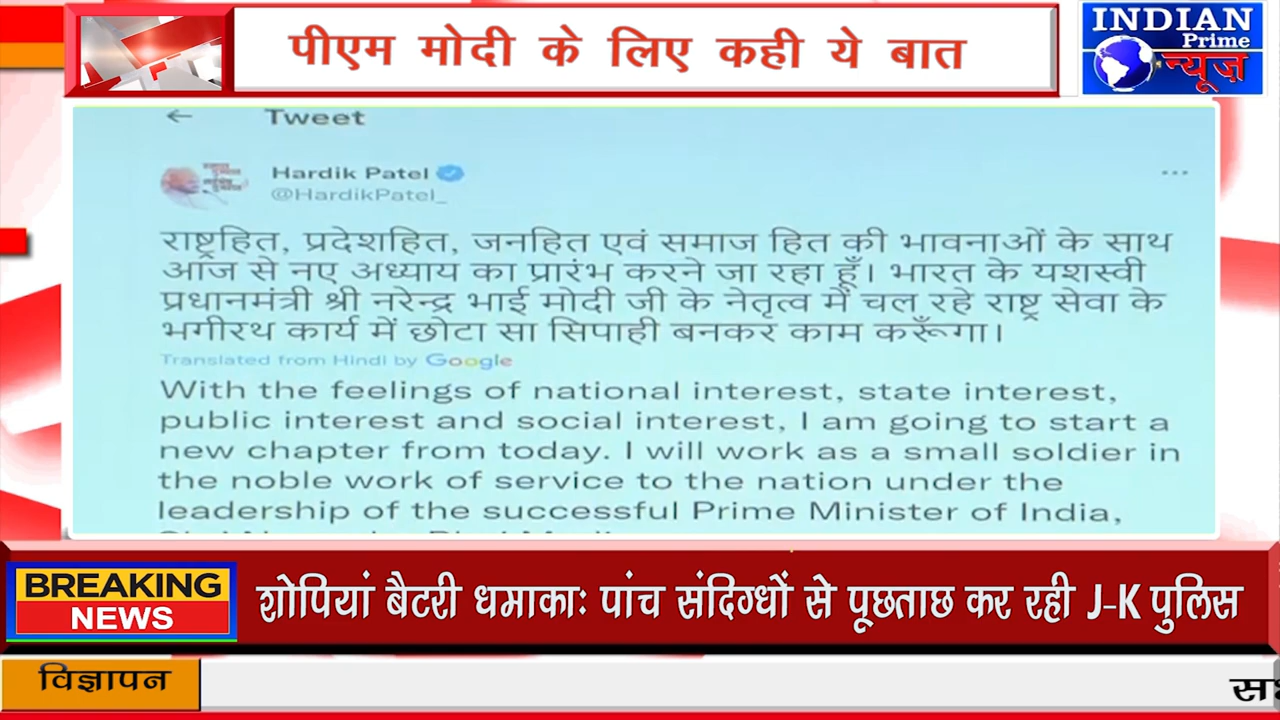 पीएम मोदी के लिए कही ये बात
INDIAN
Prime
न्यूज़
← Tweet
Hardik Patel
@HardikPatel_
राष्ट्रहित, प्रदेशहित, जनहित एवं समाज हित की भावनाओं के साथ
आज से नए अध्याय का प्रारंभ करने जा रहा हूँ। भारत के यशस्वी
प्रधानमंत्री श्री नरेन्द्र भाई मोदी जी के नेतृत्व में चल रहे राष्ट्र सेवा के
भगीरथ कार्य में छोटा सा सिपाही बनकर काम करूँगा।
Translated from Hindi by Google
With the feelings of national interest, state interest,
public interest and social interest, I am going to start a
new chapter from today. I will work as a small soldier in
the noble work of service to the nation under the
leadership of the successful Prime Minister of India,
BREAKING
NEWS
शोपियां बैटरी धमाकाः पांच संदिग्धों से पूछताछ कर रही J-K पुलिस
विज्ञापन